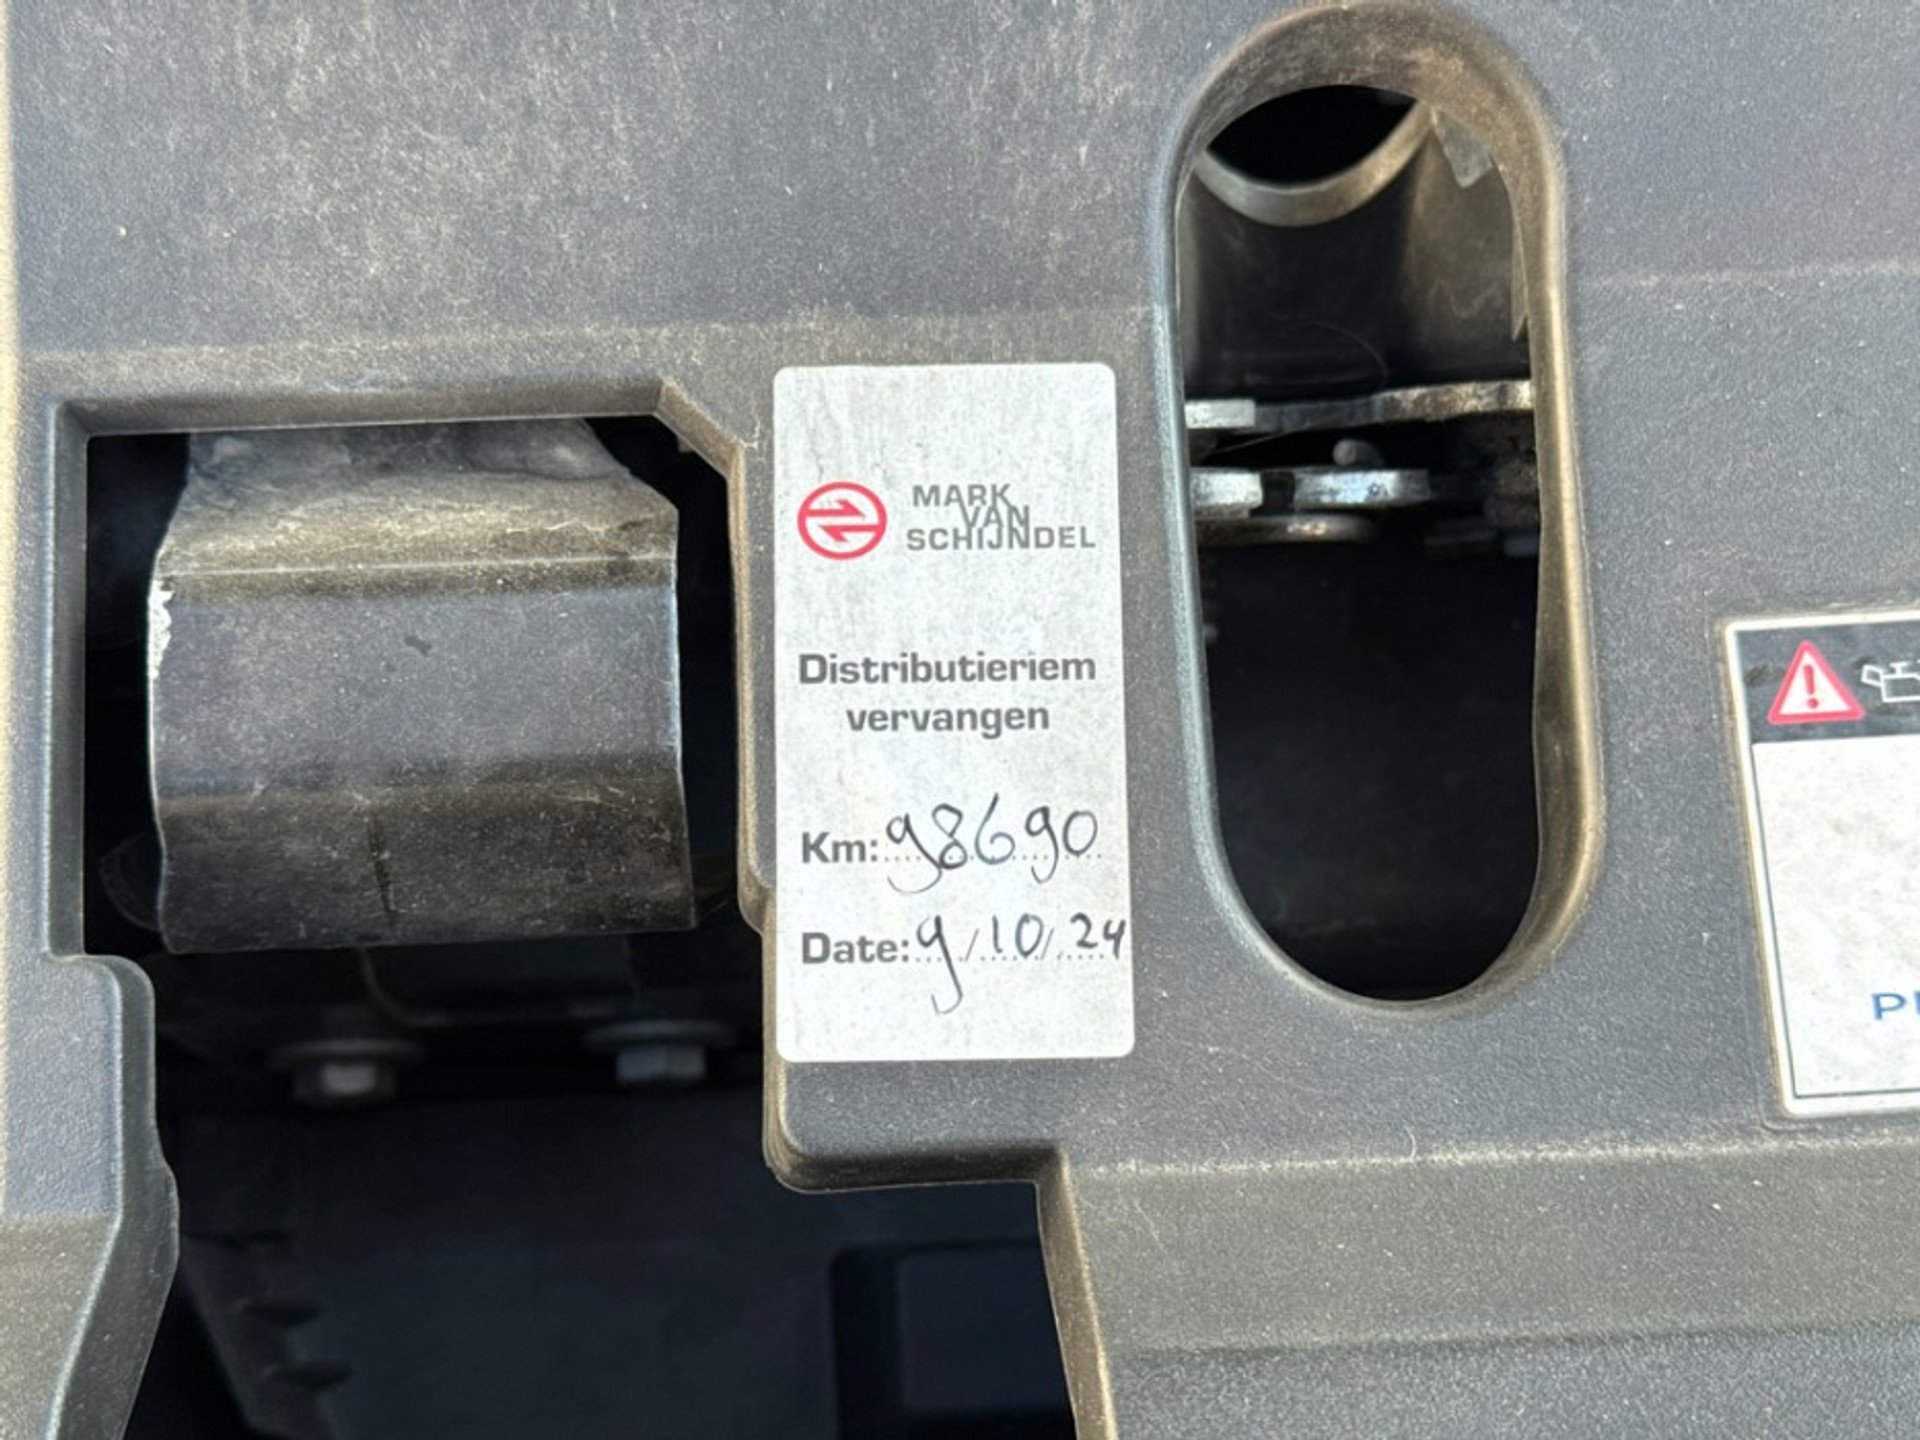 MARK
VAN
SCHIJNDEL
Distributieriem
vervangen
Km: 98690
Date: 9/10/24